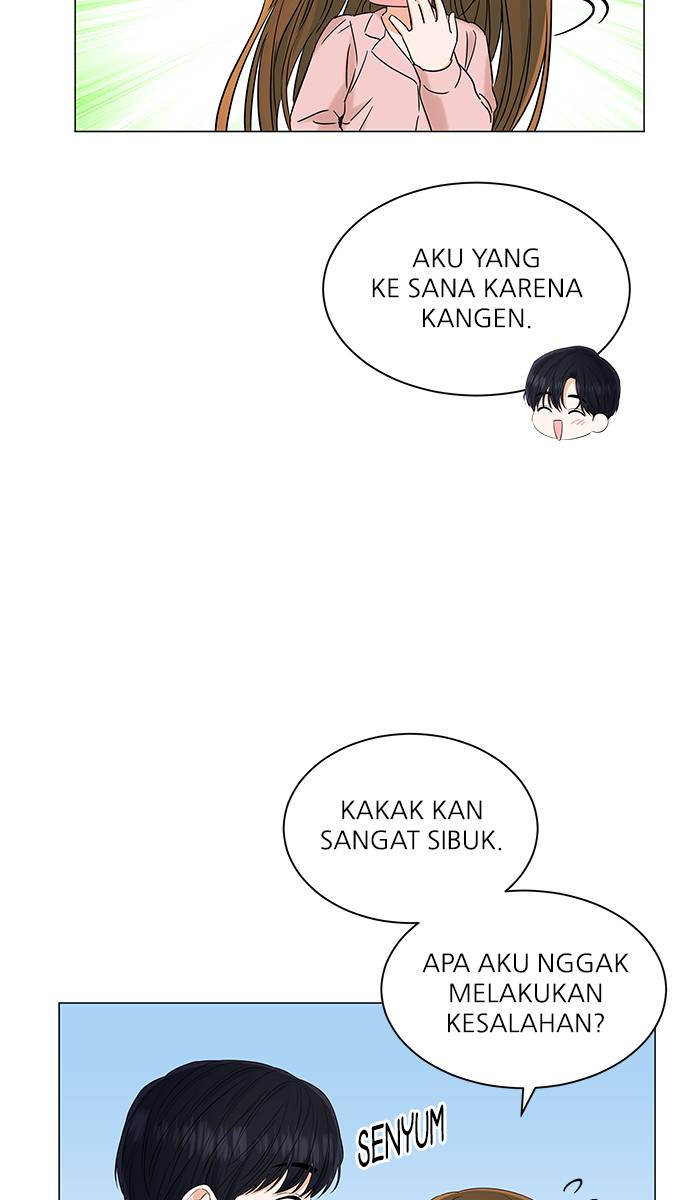 AKU YANG
KE SANA KARENA
KANGEN.
KAKAK KAN
SANGAT SIBUK.
APA AKU NGGAK
MELAKUKAN
KESALAHAN?
SENYUM